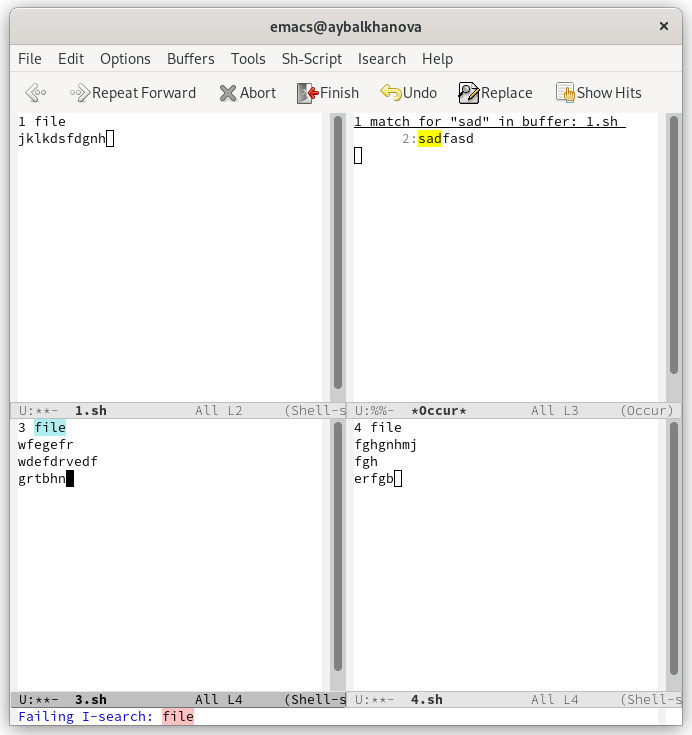 emacs@aybalkhanova ×
File Edit Options Buffers Tools Sh-Script Isearch Help
Repeat Forward Abort Finish Undo Replace Show Hits
1 file
jklkdsfdgnh
U:**- 1.sh All L2 (Shell-s
1 match for "sad" in buffer: 1.sh
2:sadfasd
U:%%- *Occur* All L3 (Occur)
3 file
wfegefr
wdefdrvedf
grtbhn
U:**- 3.sh All L4 (Shell-s
4 file
fghgnhmj
fgh
erfgb
U:**- 4.sh All L4 (Shell-s
Failing I-search: file